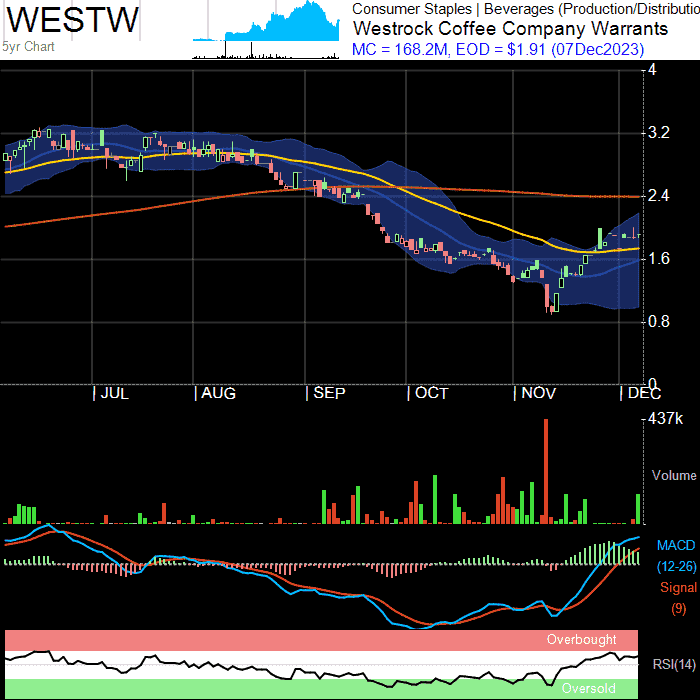 WESTW
5yr Chart
Consumer Staples | Beverages (Production/Distributio
Westrock Coffee Company Warrants
MC = 168.2M, EOD = $1.91 (07Dec2023)
4
3.2
2.4
1.6
0.8
0
JUL AUG SEP OCT NOV DEC
437k
Volume
MACD
(12-26)
Signal
(9)
Overbought
RSI(14)
Oversold